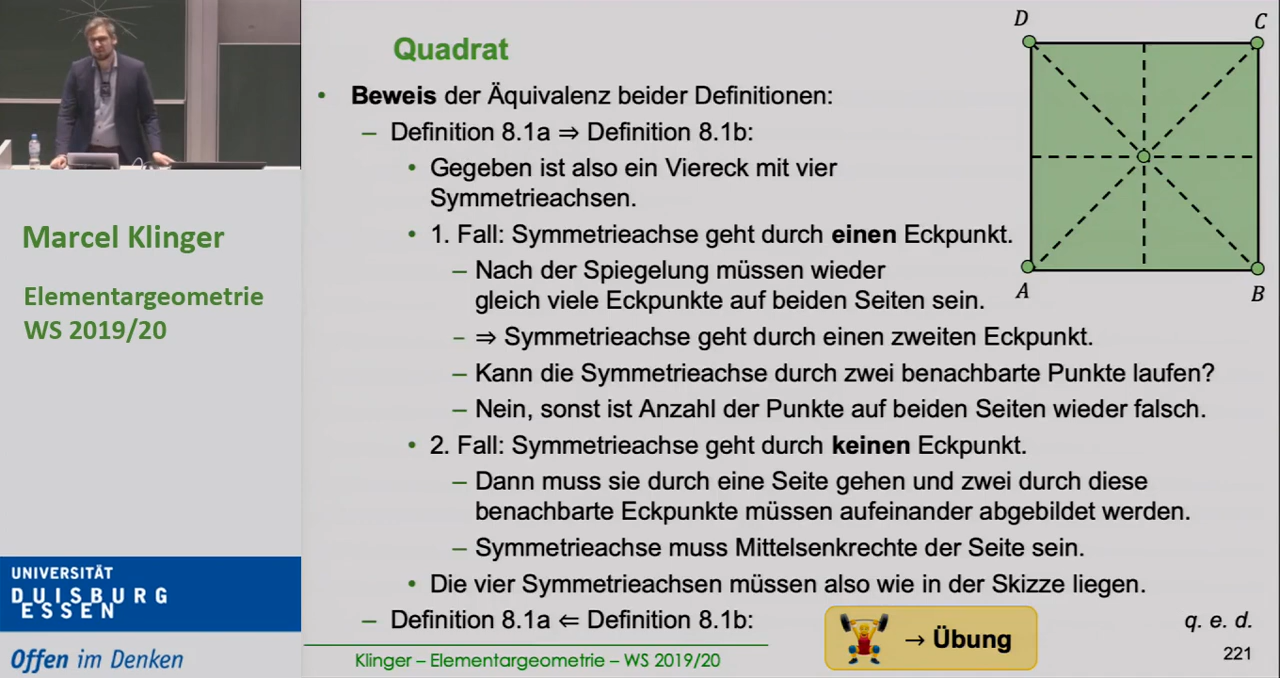 Quadrat
• Beweis der Äquivalenz beider Definitionen:
– Definition 8.1a ⇒ Definition 8.1b:
• Gegeben ist also ein Viereck mit vier
Symmetrieachsen.
• 1. Fall: Symmetrieachse geht durch einen Eckpunkt.
– Nach der Spiegelung müssen wieder
gleich viele Eckpunkte auf beiden Seiten sein.
– ⇒ Symmetrieachse geht durch einen zweiten Eckpunkt.
– Kann die Symmetrieachse durch zwei benachbarte Punkte laufen?
– Nein, sonst ist Anzahl der Punkte auf beiden Seiten wieder falsch.
• 2. Fall: Symmetrieachse geht durch keinen Eckpunkt.
– Dann muss sie durch eine Seite gehen und zwei durch diese
benachbarte Eckpunkte müssen aufeinander abgebildet werden.
– Symmetrieachse muss Mittelsenkrechte der Seite sein.
• Die vier Symmetrieachsen müssen also wie in der Skizze liegen.
– Definition 8.1a ⇐ Definition 8.1b:
→ Übung
q. e. d.
Klinger – Elementargeometrie – WS 2019/20
221
D
C
A
B
Marcel Klinger
Elementargeometrie
WS 2019/20
UNIVERSITÄT
DUISBURG
ESSEN
Offen im Denken